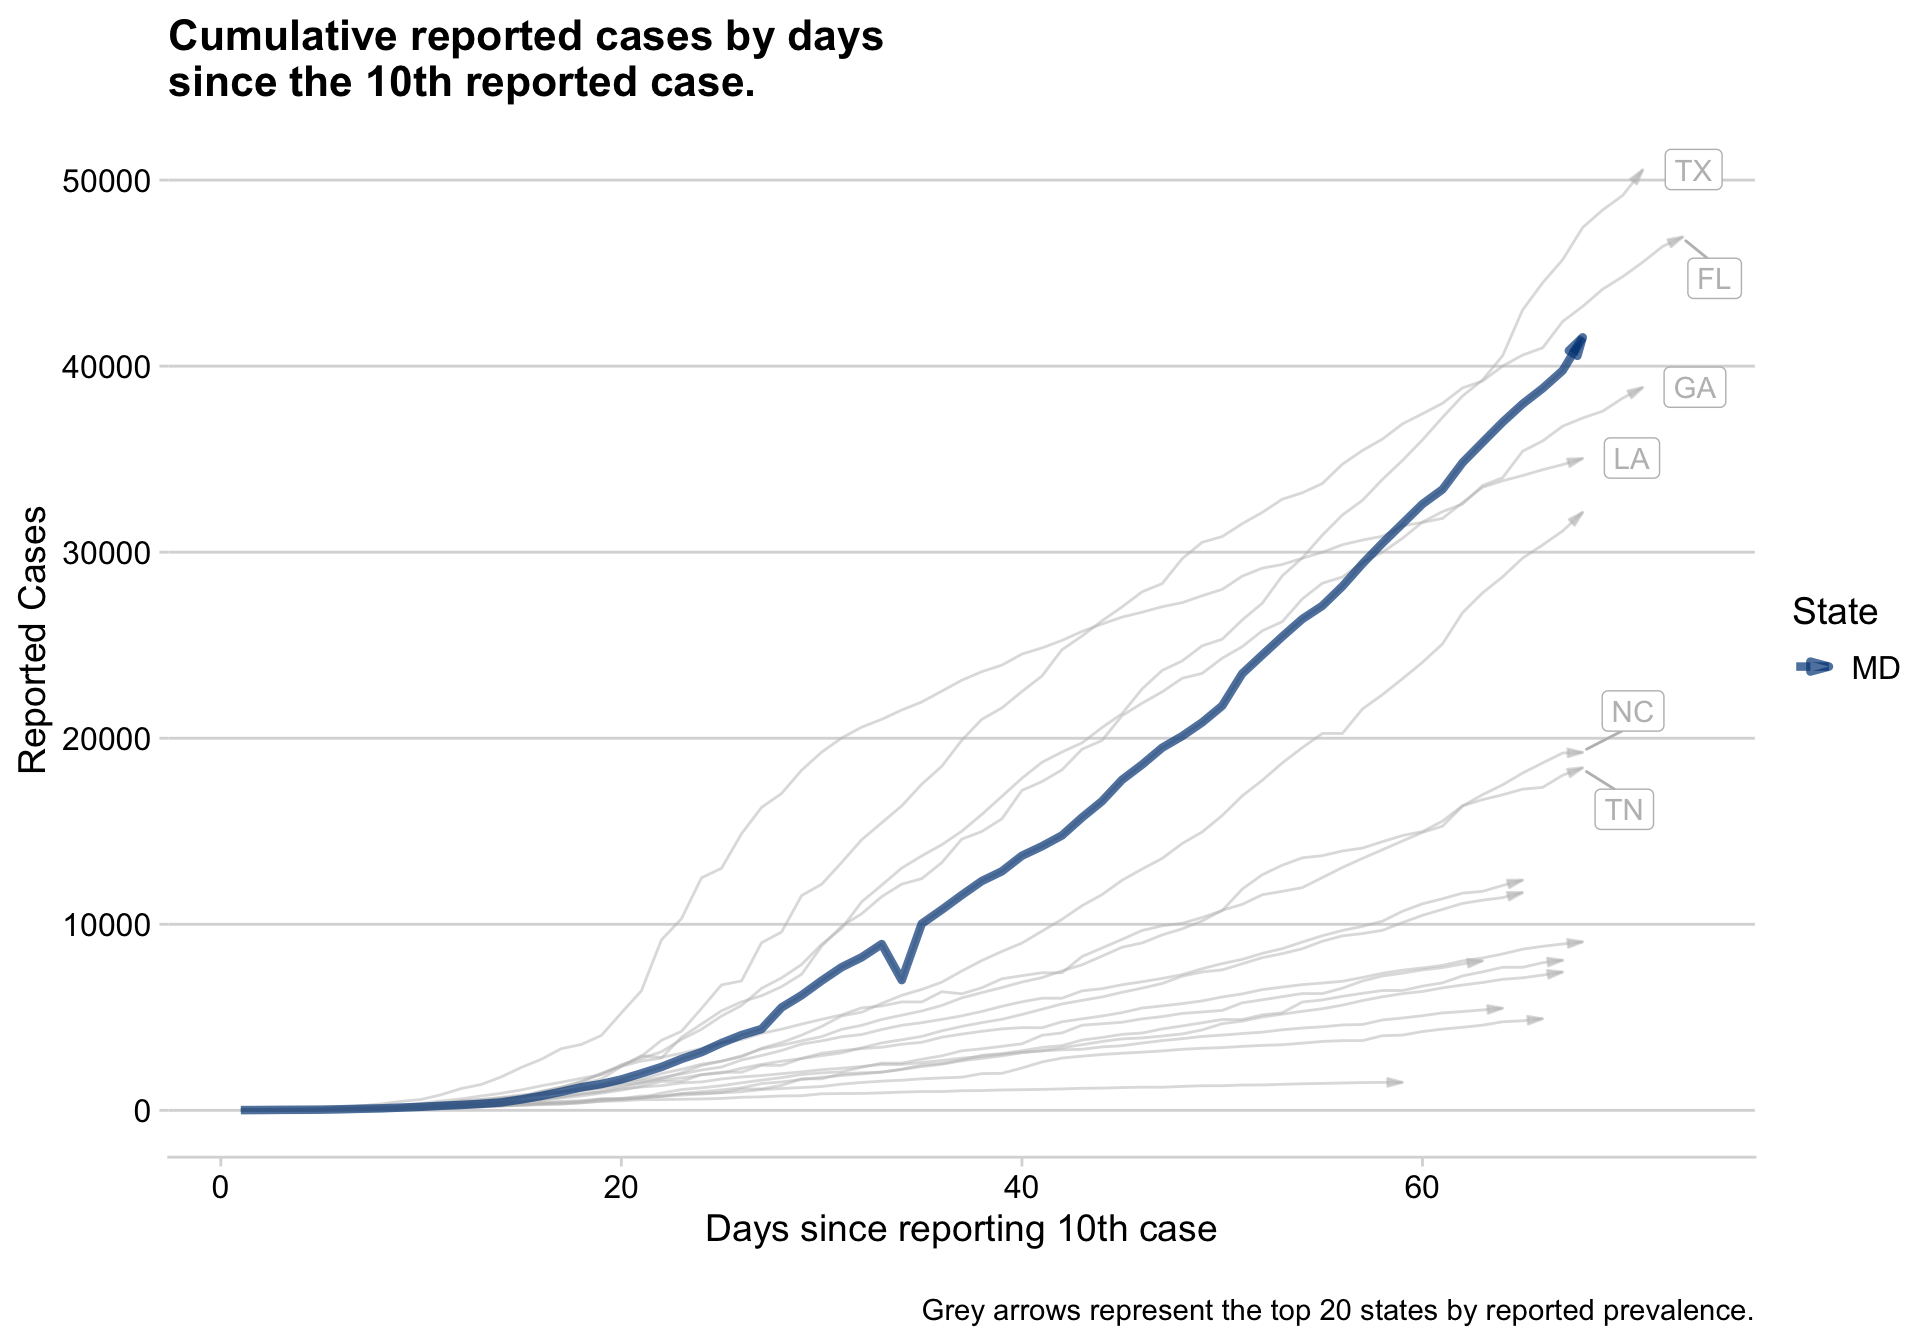 Cumulative reported cases by days
since the 10th reported case.
50000
40000
30000
20000
10000
0
Reported Cases
TX
FL
GA
LA
NC
TN
State
MD
0 20 40 60
Days since reporting 10th case
Grey arrows represent the top 20 states by reported prevalence.